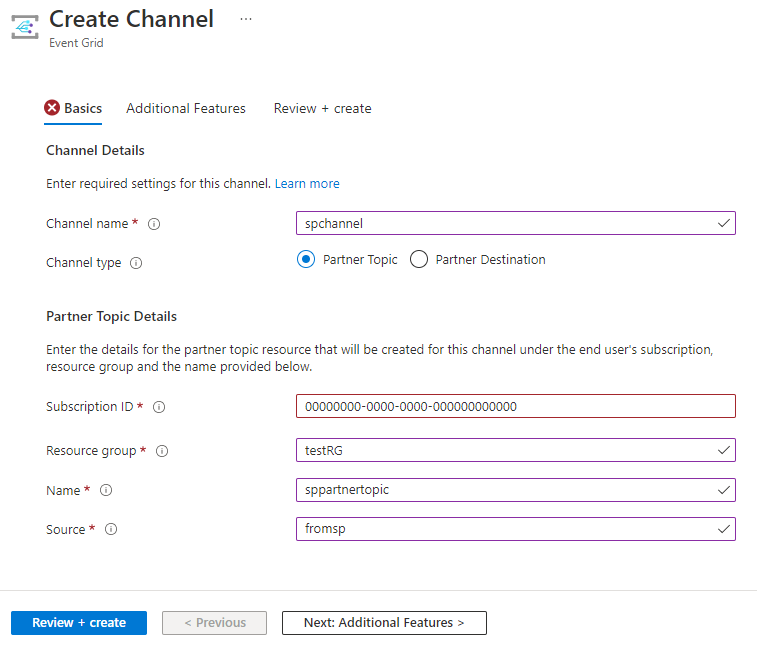 Create Channel ...
Event Grid
Basics Additional Features Review + create
Channel Details
Enter required settings for this channel. Learn more
Channel name * spchannel
Channel type Partner Topic Partner Destination
Partner Topic Details
Enter the details for the partner topic resource that will be created for this channel under the end user's subscription,
resource group and the name provided below.
Subscription ID * 00000000-0000-0000-000000000000
Resource group * testRG
Name * sppartnertopic
Source * fromsp
Review + create < Previous Next: Additional Features >